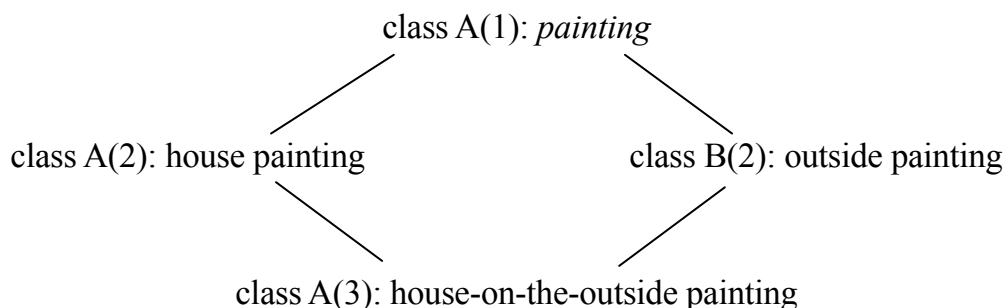 class A(1): painting
class A(2): house painting class B(2): outside painting
class A(3): house-on-the-outside painting